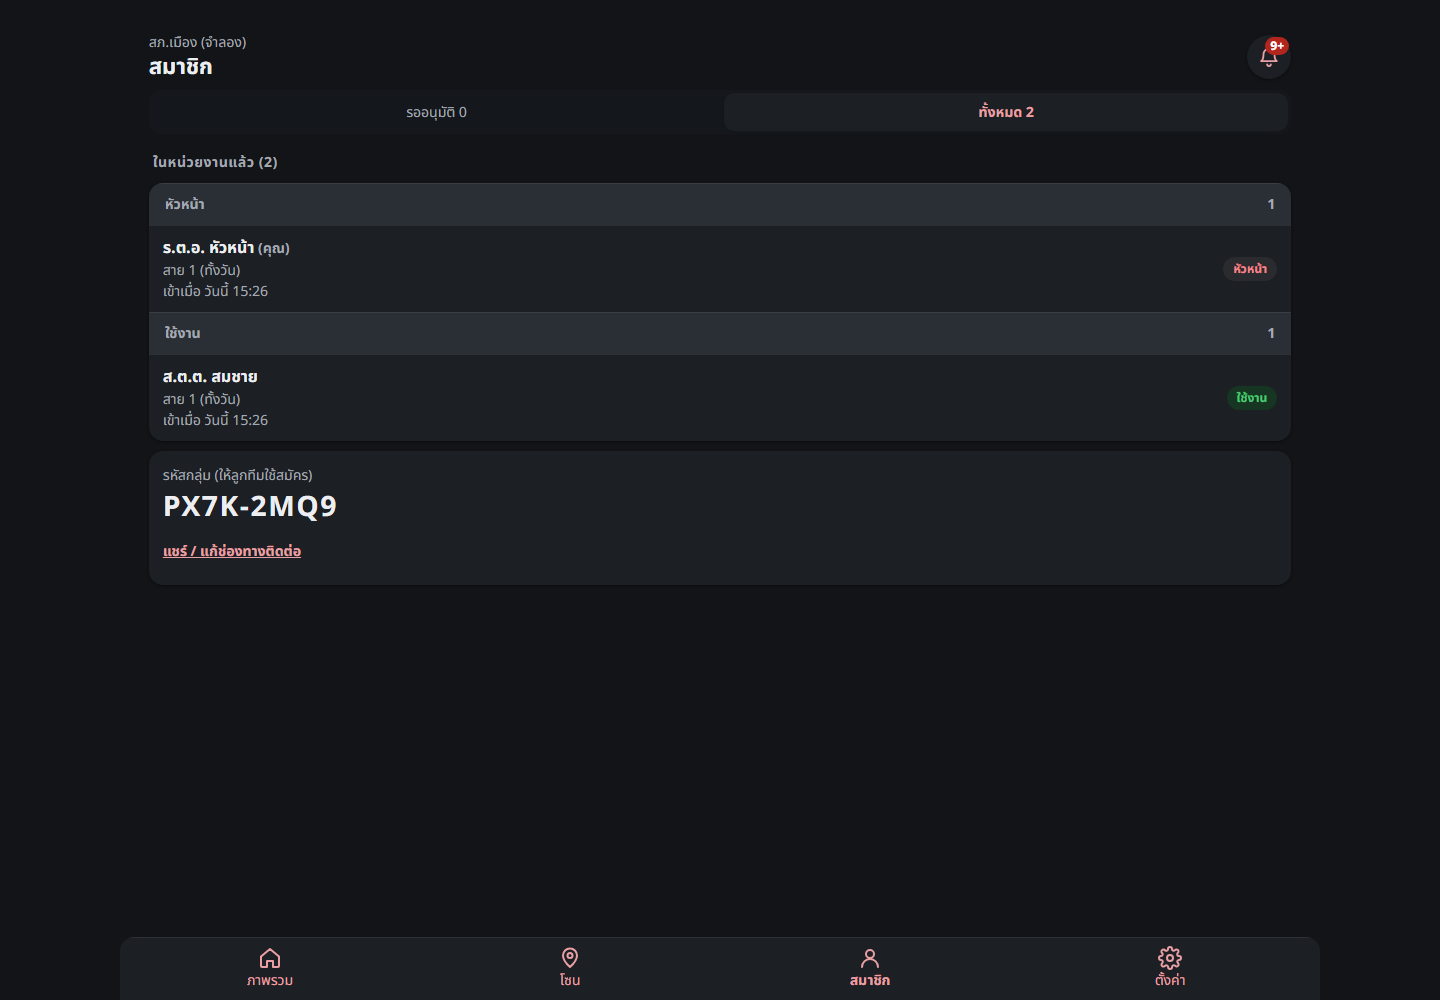 สภ.เมือง (จำลอง)
สมาชิก
9+
รออนุมัติ 0
ทั้งหมด 2
ในหน่วยงานแล้ว (2)
หัวหน้า 1
ร.ต.อ. หัวหน้า (คุณ)
สาย 1 (ทั้งวัน)
เข้าเมื่อ วันนี้ 15:26
หัวหน้า
ใช้งาน 1
ส.ต.ต. สมชาย
สาย 1 (ทั้งวัน)
เข้าเมื่อ วันนี้ 15:26
ใช้งาน
รหัสกลุ่ม (ให้ลูกทีมใช้สมัคร)
PX7K-2MQ9
แชร์ / แก้ช่องทางติดต่อ
ภาพรวม
โซน
สมาชิก
ตั้งค่า